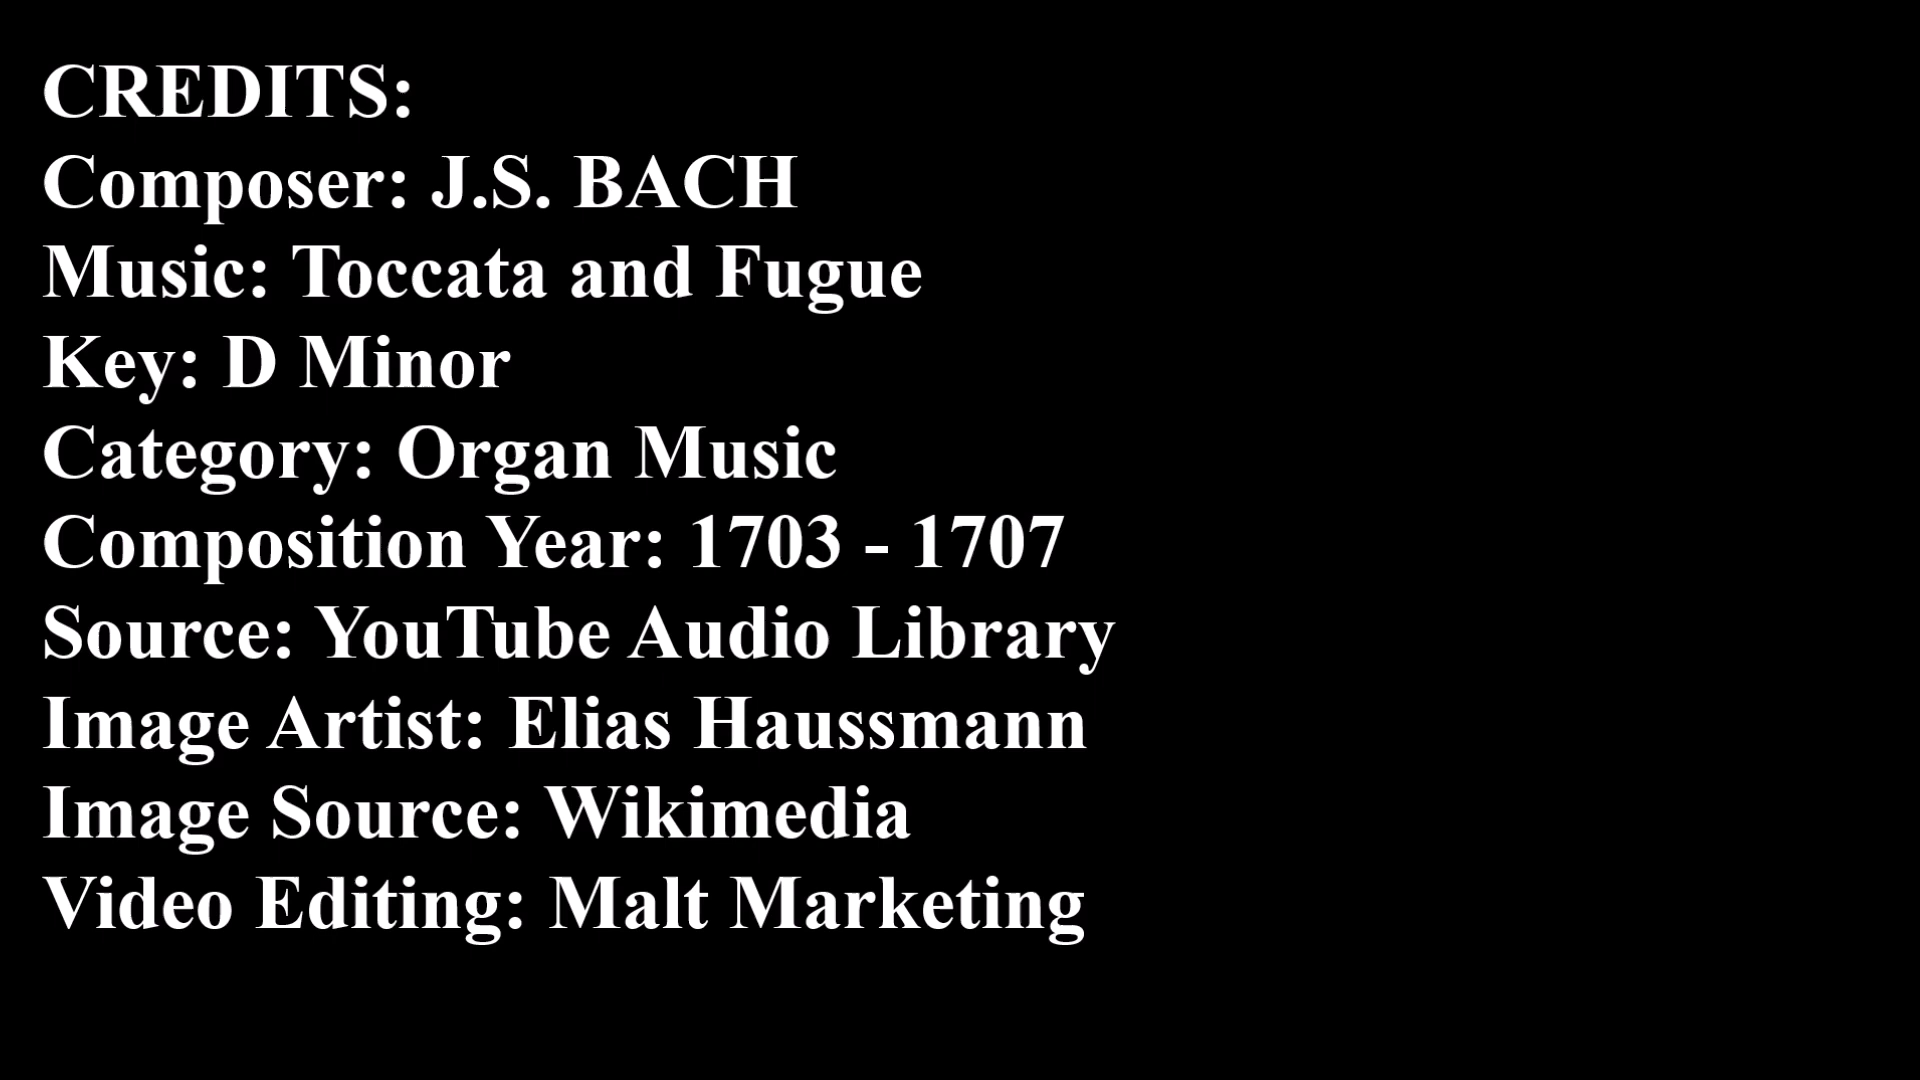 CREDITS:
Composer: J.S. BACH
Music: Toccata and Fugue
Key: D Minor
Category: Organ Music
Composition Year: 1703 - 1707
Source: YouTube Audio Library
Image Artist: Elias Haussmann
Image Source: Wikimedia
Video Editing: Malt Marketing